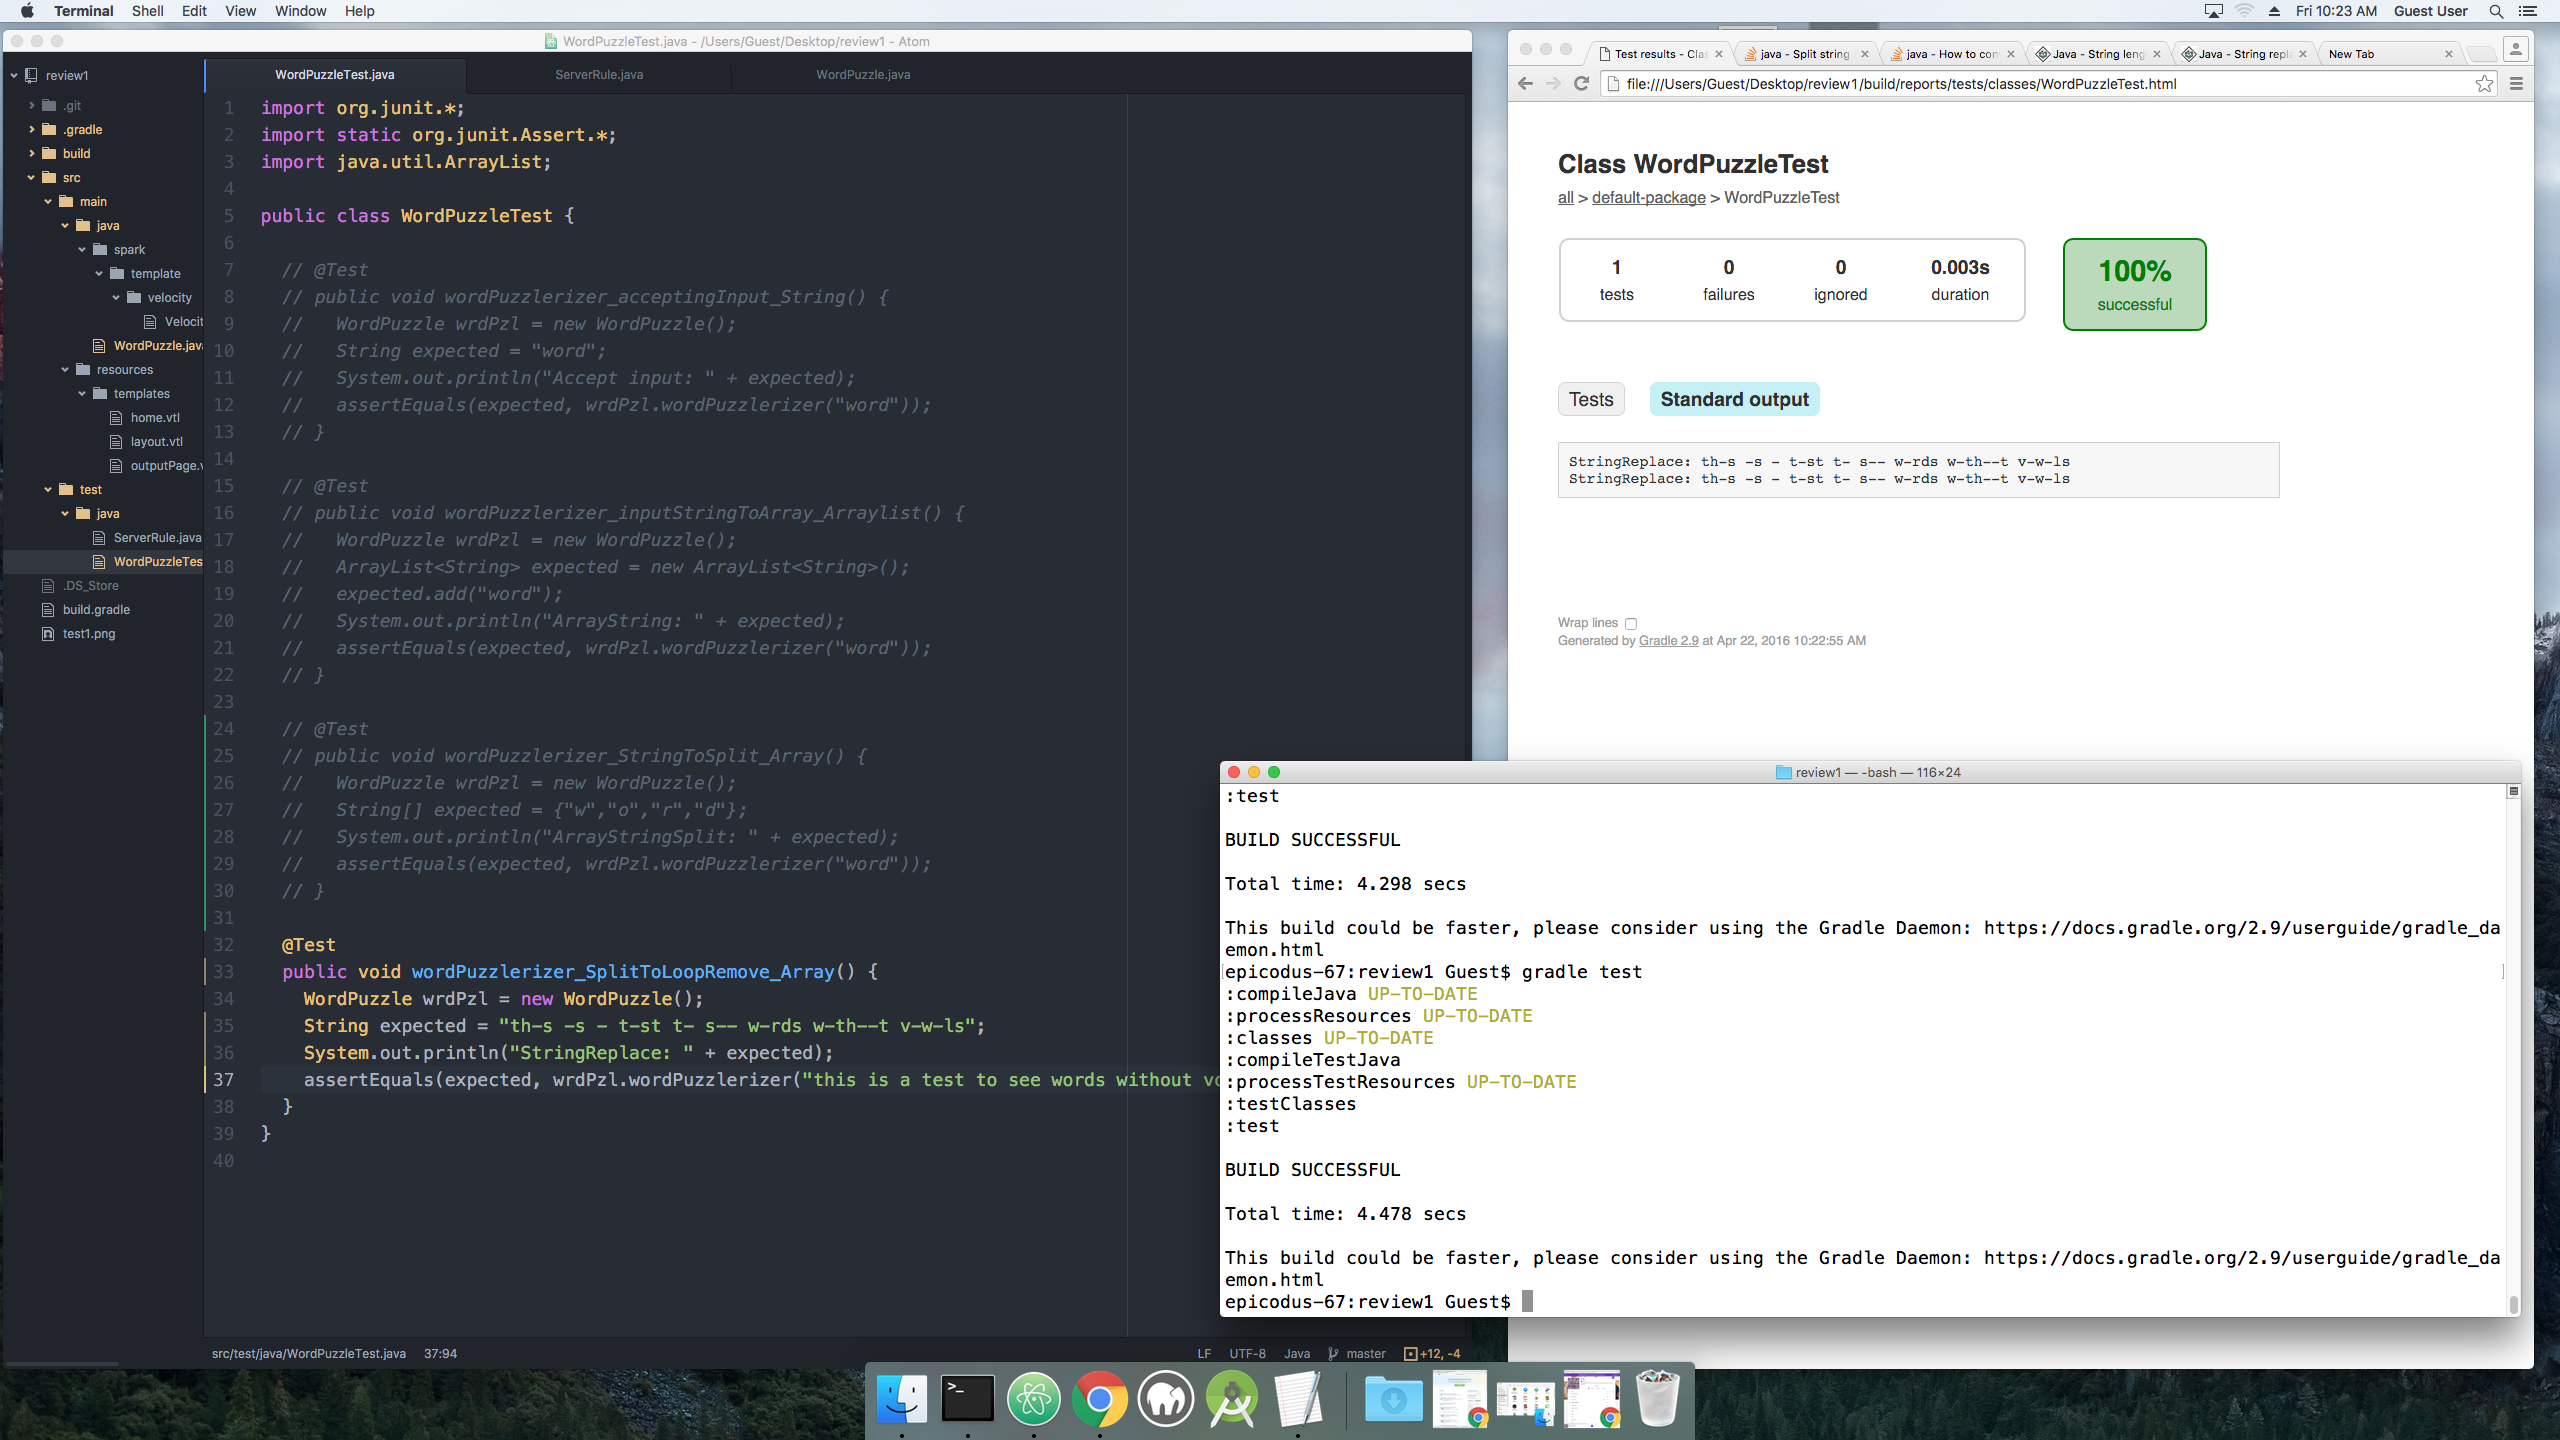 Terminal Shell Edit View Window Help
Fri 10:23 AM Guest User
WordPuzzleTest.java - /Users/Guest/Desktop/review1 - Atom
review1
.git
.gradle
build
src
main
java
spark
template
velocity
Velocit
WordPuzzle.java
resources
templates
home.vtl
layout.vtl
outputPage.v
test
java
ServerRule.java
WordPuzzleTes
.DS_Store
build.gradle
test1.png
WordPuzzleTest.java ServerRule.java WordPuzzle.java
1 import org.junit.*;
2 import static org.junit.Assert.*;
3 import java.util.ArrayList;
4
5 public class WordPuzzleTest {
6
7 // @Test
8 // public void wordPuzzlerizer_acceptingInput_String() {
9 // WordPuzzle wrdPzl = new WordPuzzle();
10 // String expected = "word";
11 // System.out.println("Accept input: " + expected);
12 // assertEquals(expected, wrdPzl.wordPuzzlerizer("word"));
13 // }
14
15 // @Test
16 // public void wordPuzzlerizer_inputStringToArray_Arraylist() {
17 // WordPuzzle wrdPzl = new WordPuzzle();
18 // ArrayList<String> expected = new ArrayList<String>();
19 // expected.add("word");
20 // System.out.println("ArrayString: " + expected);
21 // assertEquals(expected, wrdPzl.wordPuzzlerizer("word"));
22 // }
23
24 // @Test
25 // public void wordPuzzlerizer_StringToSplit_Array() {
26 // WordPuzzle wrdPzl = new WordPuzzle();
27 // String[] expected = {"w","o","r","d"};
28 // System.out.println("ArrayStringSplit: " + expected);
29 // assertEquals(expected, wrdPzl.wordPuzzlerizer("word"));
30 // }
31
32 @Test
33 public void wordPuzzlerizer_SplitToLoopRemove_Array() {
34 WordPuzzle wrdPzl = new WordPuzzle();
35 String expected = "th-s -s - t-st t- s-- w-rds w-th--t v-w-ls";
36 System.out.println("StringReplace: " + expected);
37 assertEquals(expected, wrdPzl.wordPuzzlerizer("this is a test to see words without vo
38 }
39 }
40
src/test/java/WordPuzzleTest.java 37:94
LF UTF-8 Java master +12, -4
Test results - Clas java - Split string java - How to con Java - String leng Java - String repl New Tab
file:///Users/Guest/Desktop/review1/build/reports/tests/classes/WordPuzzleTest.html
Class WordPuzzleTest
all > default-package > WordPuzzleTest
1 0 0 0.003s
tests failures ignored duration
100%
successful
Tests Standard output
StringReplace: th-s -s - t-st t- s-- w-rds w-th--t v-w-ls
StringReplace: th-s -s - t-st t- s-- w-rds w-th--t v-w-ls
Wrap lines
Generated by Gradle 2.9 at Apr 22, 2016 10:22:55 AM
review1 — -bash — 116×24
:test
BUILD SUCCESSFUL
Total time: 4.298 secs
This build could be faster, please consider using the Gradle Daemon: https://docs.gradle.org/2.9/userguide/gradle_da
emon.html
epicodus-67:review1 Guest$ gradle test
:compileJava UP-TO-DATE
:processResources UP-TO-DATE
:classes UP-TO-DATE
:compileTestJava
:processTestResources UP-TO-DATE
:testClasses
:test
BUILD SUCCESSFUL
Total time: 4.478 secs
This build could be faster, please consider using the Gradle Daemon: https://docs.gradle.org/2.9/userguide/gradle_da
emon.html
epicodus-67:review1 Guest$